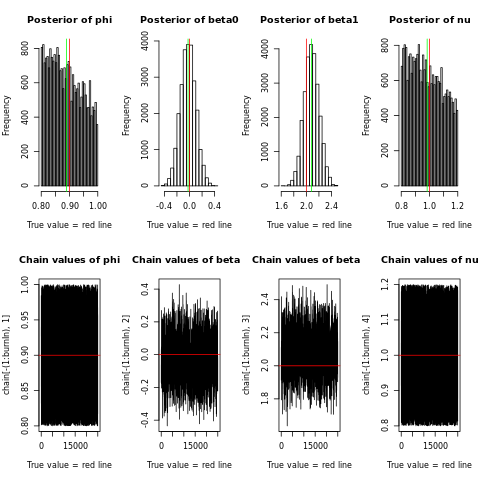 Posterior of phi
Posterior of beta0
Posterior of beta1
Posterior of nu
Frequency
0 200 400 600 800
0.80 0.90 1.00
True value = red line
Frequency
0 1000 2000 3000 4000
-0.4 0.0 0.4
True value = red line
Frequency
0 1000 2000 3000 4000
1.6 2.0 2.4
True value = red line
Frequency
0 200 400 600 800
0.8 1.0 1.2
True value = red line
Chain values of phi
Chain values of beta
Chain values of beta
Chain values of nu
chain[-(1:burnIn), 1]
0.80 0.85 0.90 0.95 1.00
0 15000
True value = red line
chain[-(1:burnIn), 2]
-0.4 -0.2 0.0 0.2 0.4
0 15000
True value = red line
chain[-(1:burnIn), 3]
1.8 2.0 2.2 2.4
0 15000
True value = red line
chain[-(1:burnIn), 4]
0.8 0.9 1.0 1.1 1.2
0 15000
True value = red line